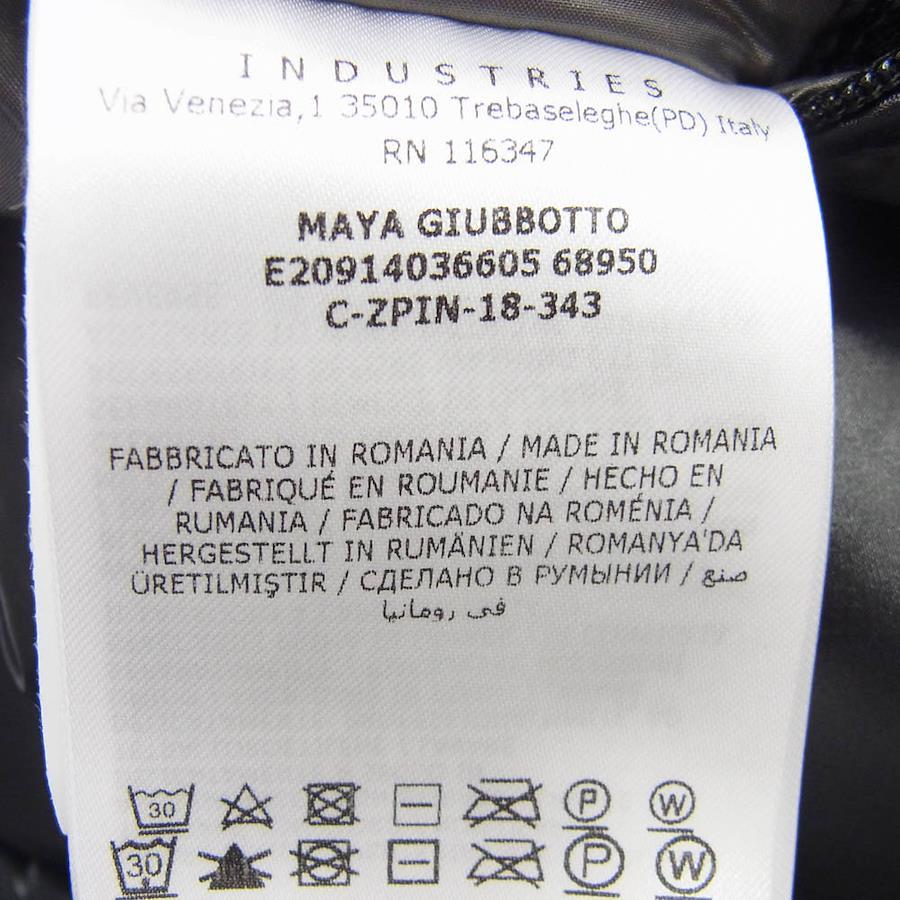 INDUSTRIES
Via Venezia,1 35010 Trebaseleghe(PD) Italy
RN 116347
MAYA GIUBBOTTO
E20914036605 68950
C-ZPIN-18-343
FABBRICATO IN ROMANIA / MADE IN ROMANIA
/ FABRIQUÉ EN ROUMANIE / HECHO EN
RUMANIA / FABRICADO NA ROMÉNIA /
HERGESTELLT IN RUMÄNIEN / ROMANYA'DA
ÜRETILMIŞTIR / СДЕЛАНО В РУМЫНИИ / صنع
في رومانيا
30 P W
30 P W